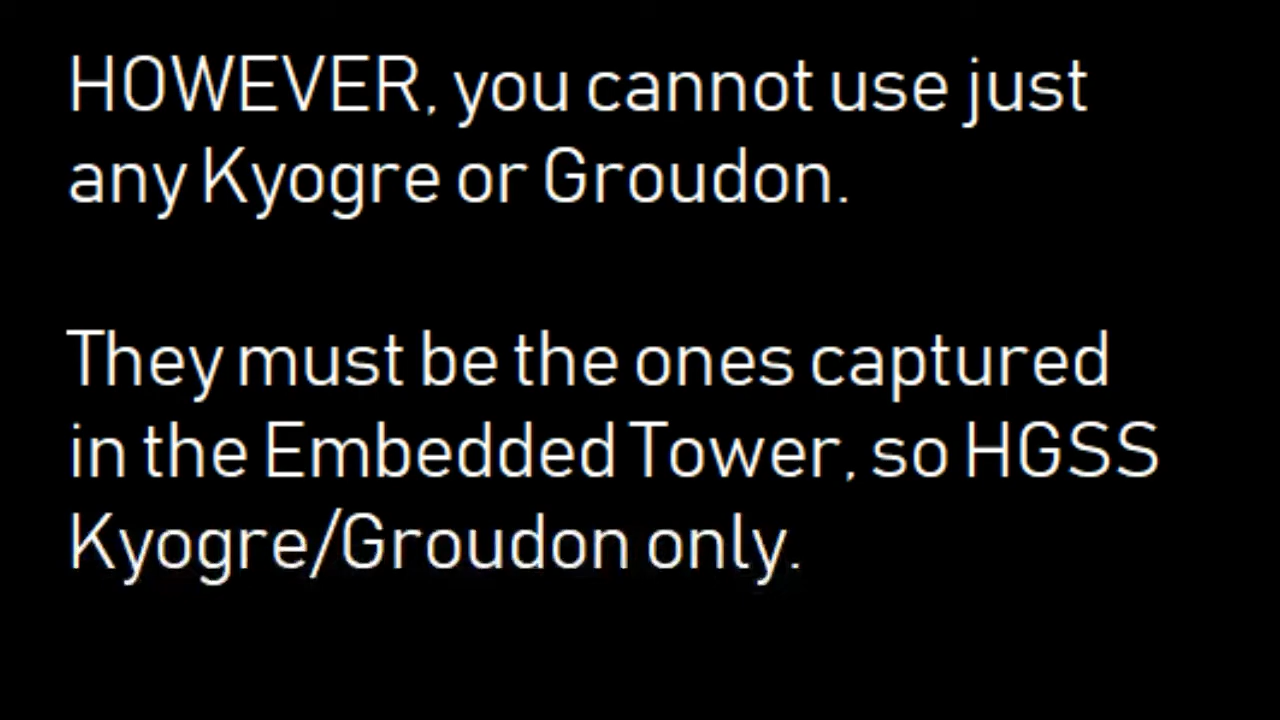 HOWEVER, you cannot use just
any Kyogre or Groudon.
They must be the ones captured
in the Embedded Tower, so HGSS
Kyogre/Groudon only.